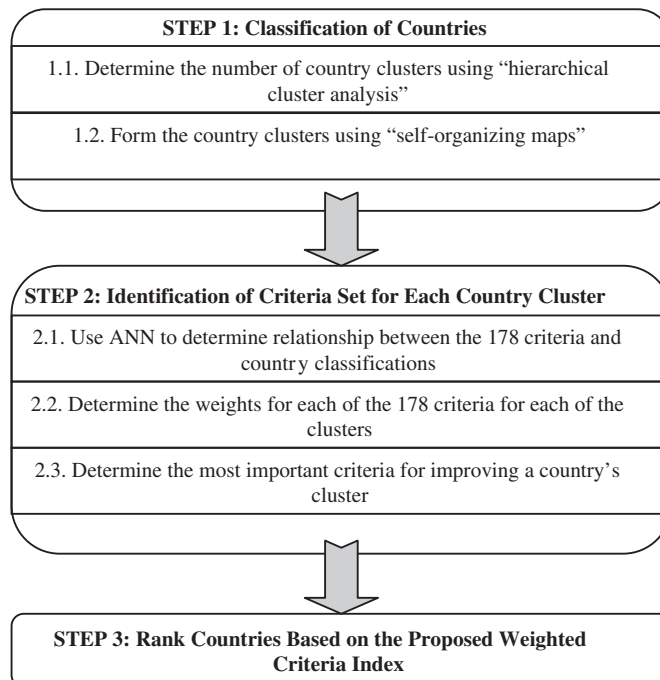 STEP 1: Classification of Countries
1.1. Determine the number of country clusters using “hierarchical
cluster analysis”
1.2. Form the country clusters using “self-organizing maps”
STEP 2: Identification of Criteria Set for Each Country Cluster
2.1. Use ANN to determine relationship between the 178 criteria and
country classifications
2.2. Determine the weights for each of the 178 criteria for each of the
clusters
2.3. Determine the most important criteria for improving a country’s
cluster
STEP 3: Rank Countries Based on the Proposed Weighted
Criteria Index